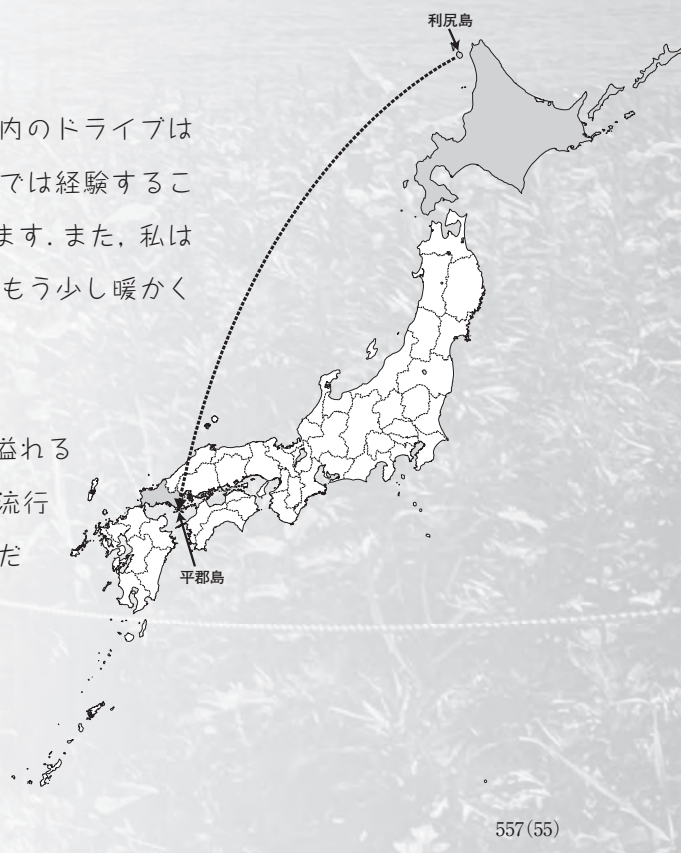 利尻島
内のドライブは
では経験するこ
ます．また，私は
もう少し暖かく
溢れる
流行
だ
平郡島
557(55)